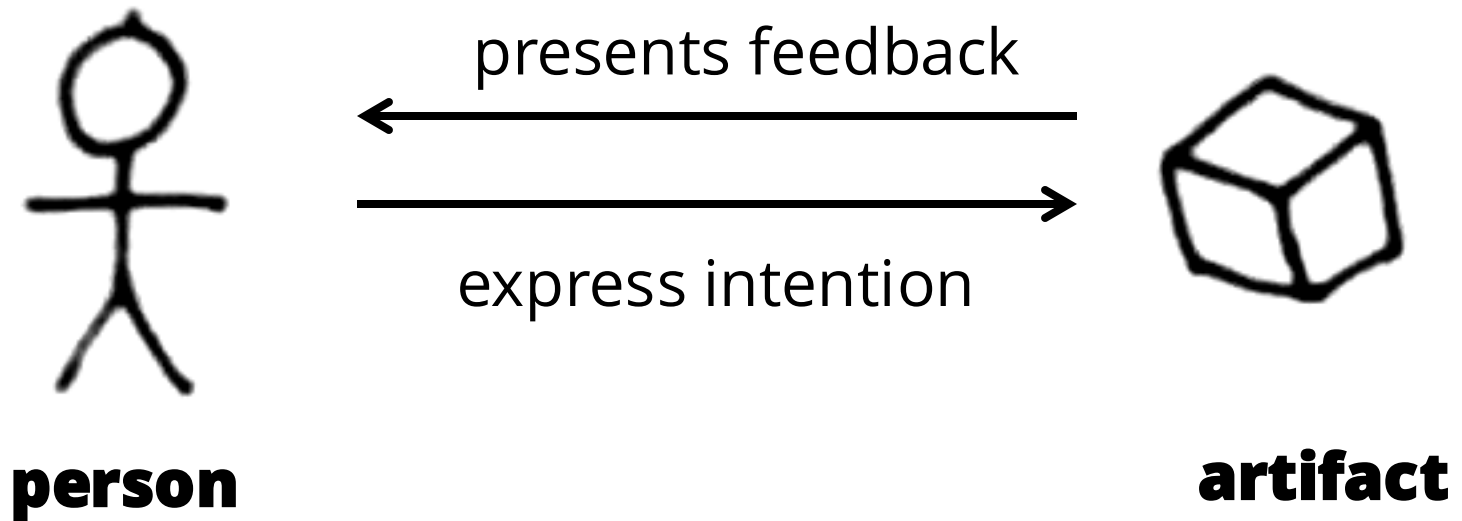 presents feedback
express intention
person
artifact